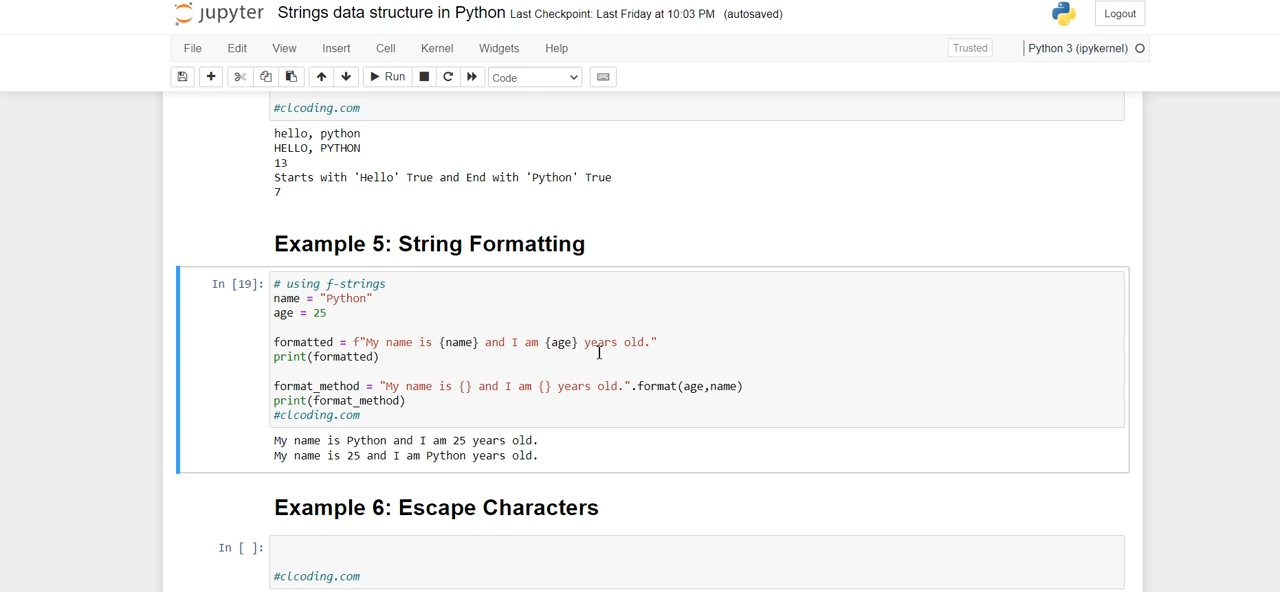 jupyter Strings data structure in Python Last Checkpoint: Last Friday at 10:03 PM (autosaved) Logout
File Edit View Insert Cell Kernel Widgets Help Trusted Python 3 (ipykernel)
Run Code
#clcoding.com
hello, python
HELLO, PYTHON
13
Starts with 'Hello' True and End with 'Python' True
7
Example 5: String Formatting
In [19]: # using f-strings
name = "Python"
age = 25
formatted = f"My name is {name} and I am {age} years old."
print(formatted)
format_method = "My name is {} and I am {} years old.".format(age,name)
print(format_method)
#clcoding.com
My name is Python and I am 25 years old.
My name is 25 and I am Python years old.
Example 6: Escape Characters
In [ ]:
#clcoding.com